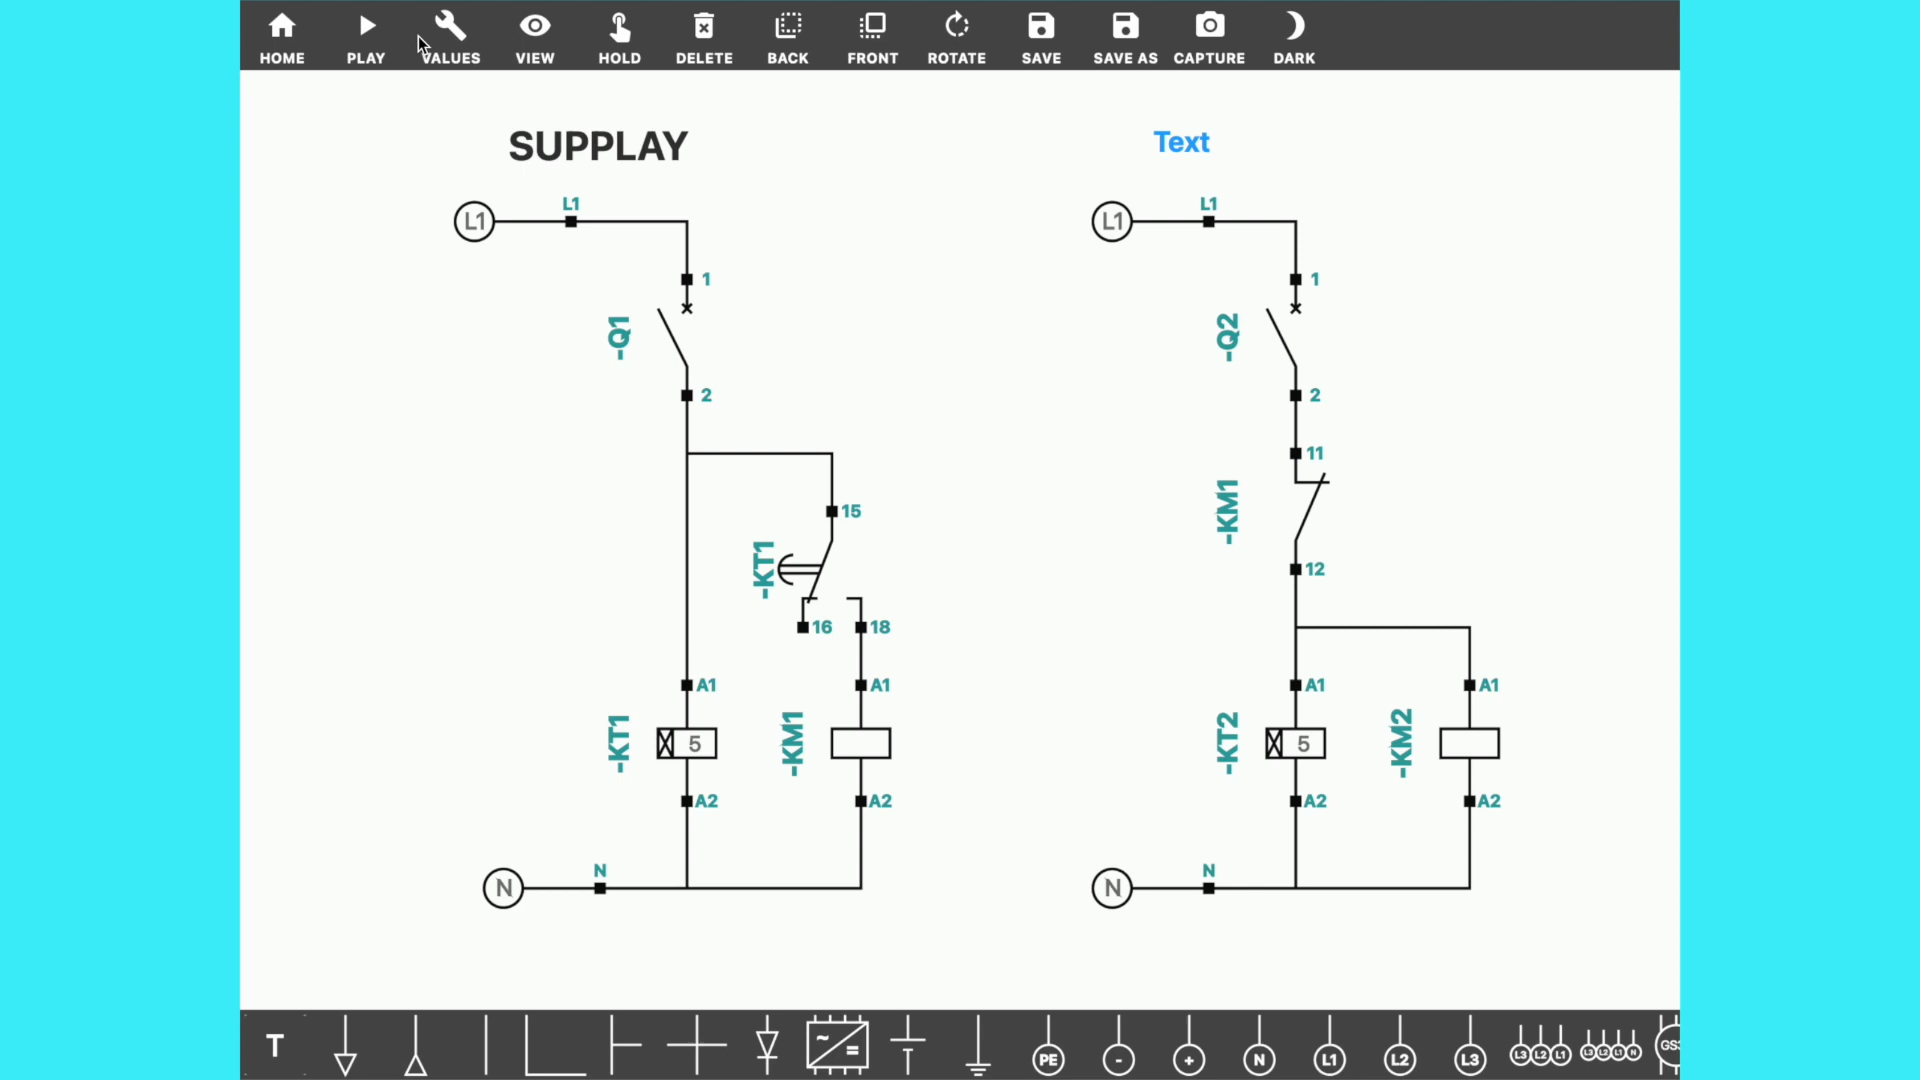 HOME PLAY VALUES VIEW HOLD DELETE BACK FRONT ROTATE SAVE SAVE AS CAPTURE DARK
SUPPLAY
Text
L1 L1
L1 L1
1
1
-Q1
-Q2
2
2
11
-KM1
15
-KT1
12
16 18
A1 A1
A1 A1
-KT1 5 -KM1
-KT2 5 -KM2
A2 A2
A2 A2
N N
N N
T ~ = PE - + N L1 L2 L3 L3 L2 L1 L3 L2 L1 N